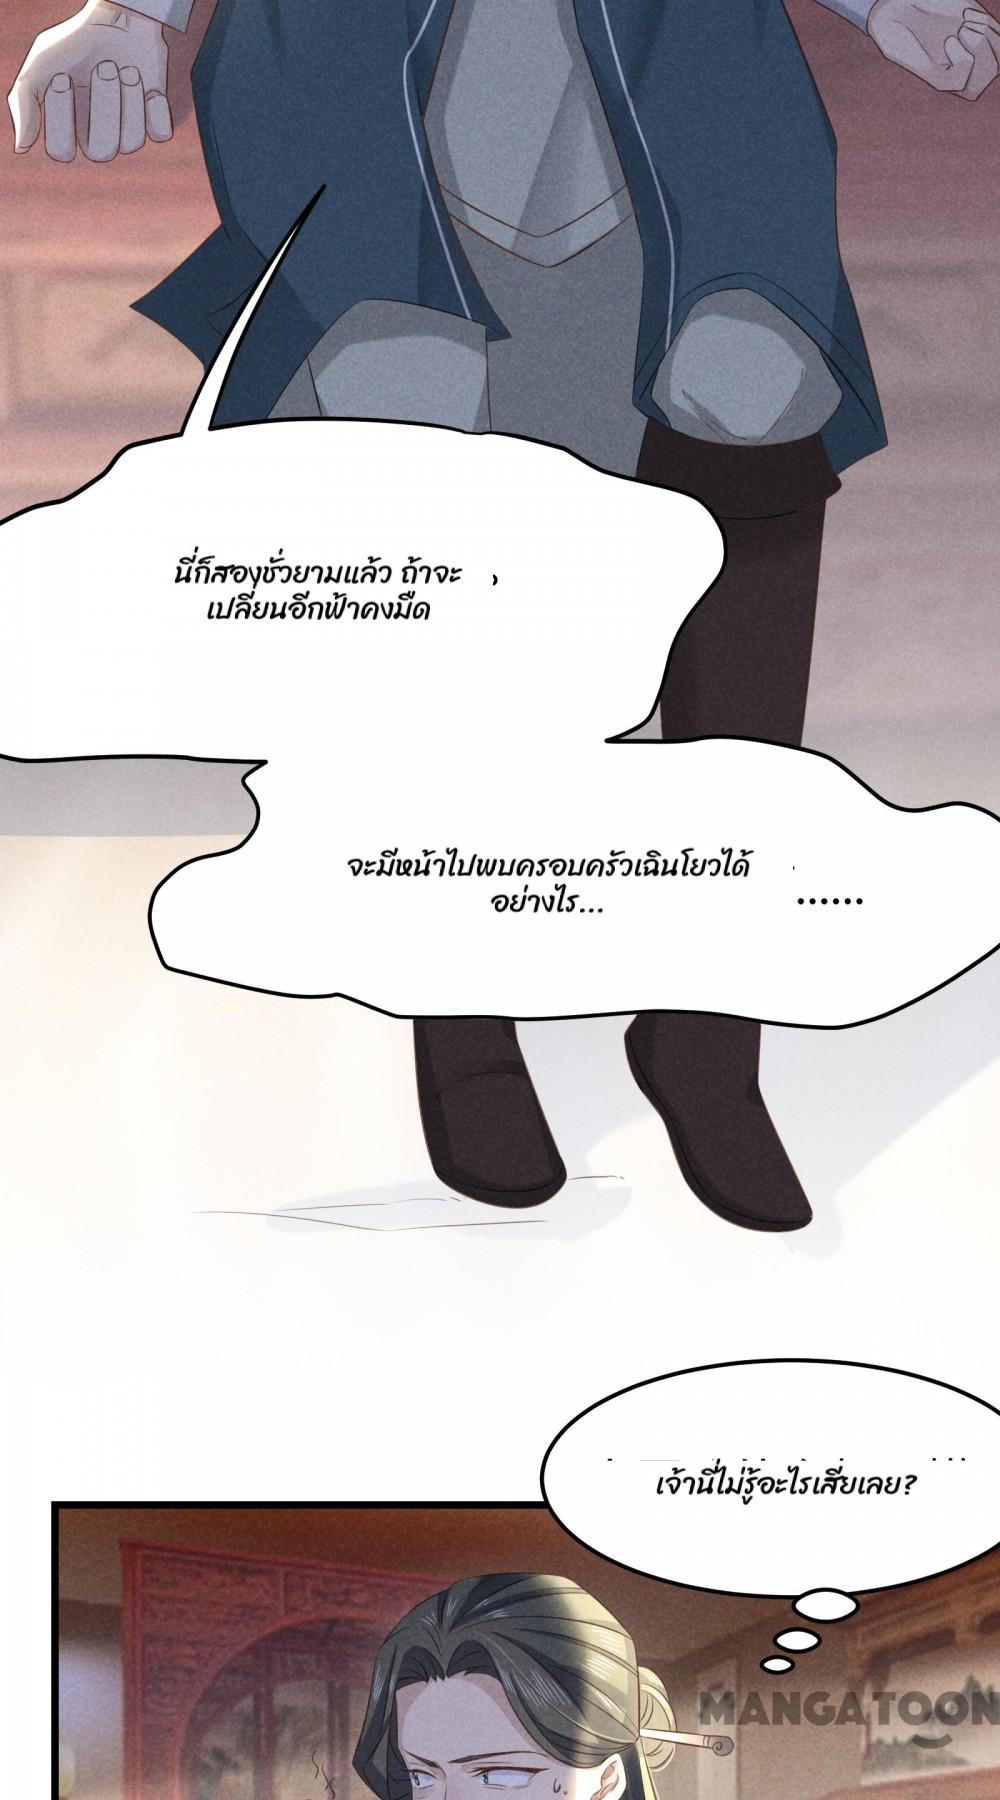 นี่ก็สองชั่วยามแล้ว ถ้าจะ
เปลี่ยนอีกฟ้าคงมืด
จะมีหน้าไปพบครอบครัวเฉินโยวได้
อย่างไร... ......
เจ้านี่ไม่รู้อะไรเสียเลย?
MANGATOON